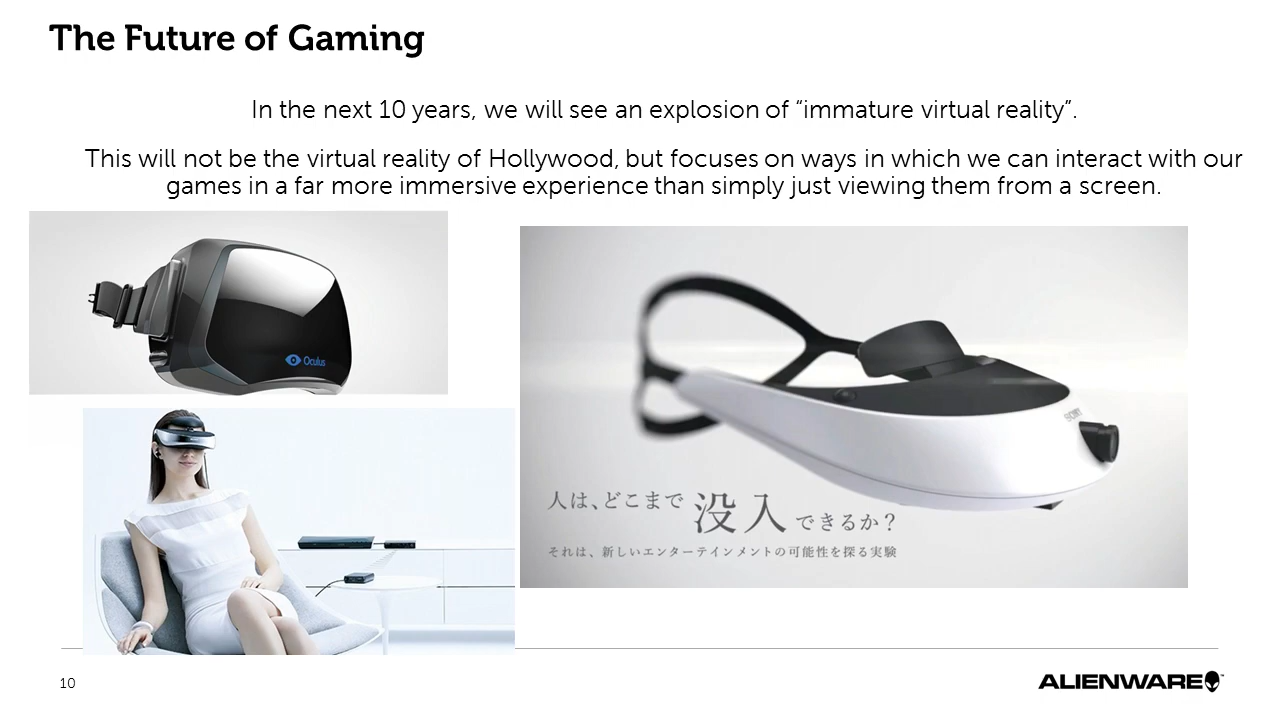 The Future of Gaming
In the next 10 years, we will see an explosion of “immature virtual reality”.
This will not be the virtual reality of Hollywood, but focuses on ways in which we can interact with our
games in a far more immersive experience than simply just viewing them from a screen.
Oculus
SONY
人は、どこまで 没入 できるか？
それは、新しいエンターテインメントの可能性を探る実験
10
ALIENWARE™